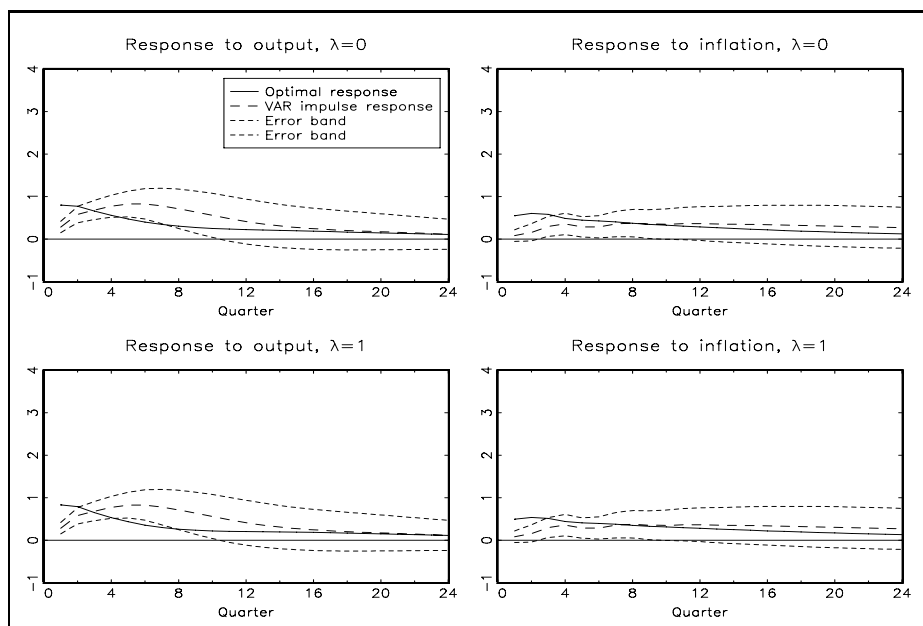 Response to output, λ=0
4
3
2
1
0
−1
Optimal response
VAR impulse response
Error band
Error band
0 4 8 12 16 20 24
Quarter
Response to inflation, λ=0
4
3
2
1
0
−1
0 4 8 12 16 20 24
Quarter
Response to output, λ=1
4
3
2
1
0
−1
0 4 8 12 16 20 24
Quarter
Response to inflation, λ=1
4
3
2
1
0
−1
0 4 8 12 16 20 24
Quarter